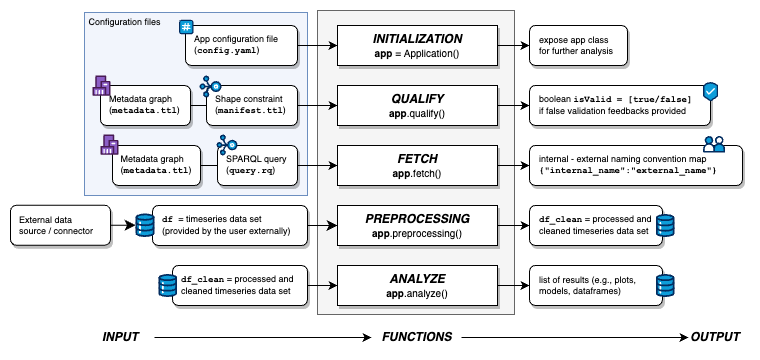 Configuration files
App configuration file
(config.yaml)
INITIALIZATION
app = Application()
expose app class
for further analysis
Metadata graph
(metadata.ttl)
Shape constraint
(manifest.ttl)
QUALIFY
app.qualify()
boolean isValid = [true/false]
if false validation feedbacks provided
Metadata graph
(metadata.ttl)
SPARQL query
(query.rq)
FETCH
app.fetch()
internal - external naming convention map
{"internal_name":"external_name"}
External data
source / connector
df = timeseries data set
(provided by the user externally)
PREPROCESSING
app.preprocessing()
df_clean = processed and
cleaned timeseries data set
df_clean = processed and
cleaned timeseries data set
ANALYZE
app.analyze()
list of results (e.g., plots,
models, dataframes)
INPUT
FUNCTIONS
OUTPUT